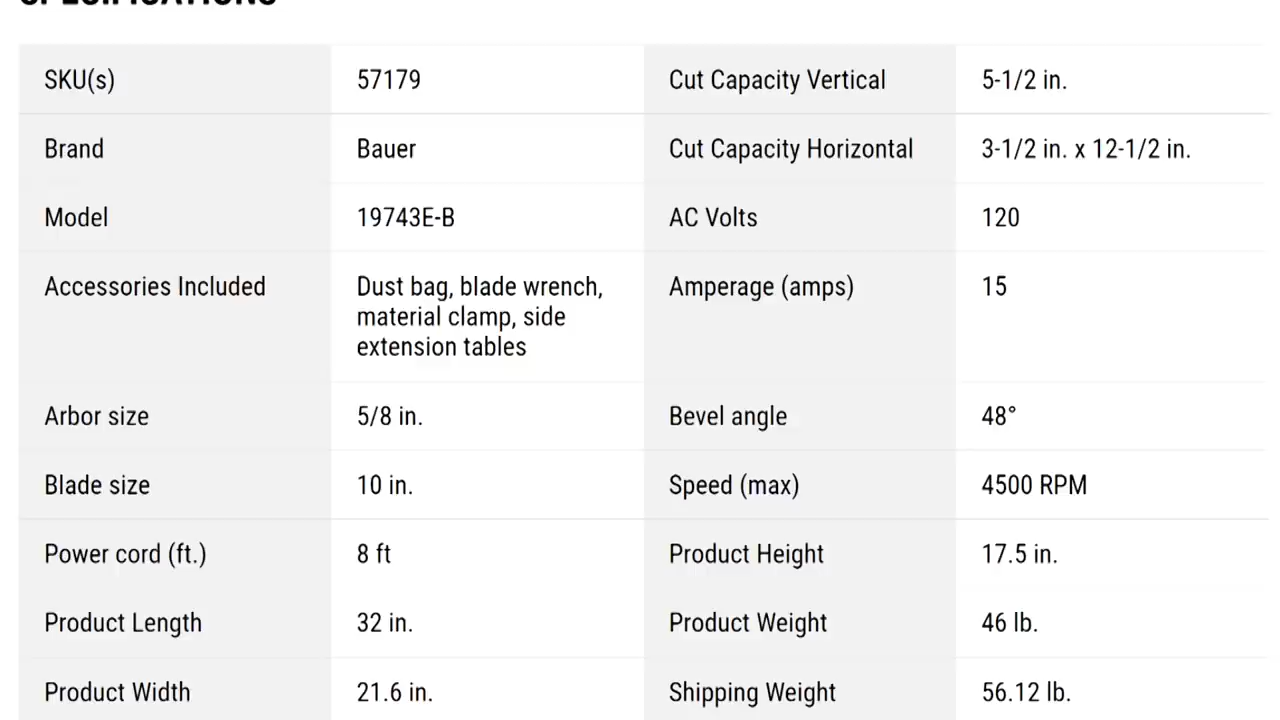 SPECIFICATIONS
SKU(s) 57179 Cut Capacity Vertical 5-1/2 in.
Brand Bauer Cut Capacity Horizontal 3-1/2 in. x 12-1/2 in.
Model 19743E-B AC Volts 120
Accessories Included Dust bag, blade wrench, Amperage (amps) 15
material clamp, side
extension tables
Arbor size 5/8 in. Bevel angle 48°
Blade size 10 in. Speed (max) 4500 RPM
Power cord (ft.) 8 ft Product Height 17.5 in.
Product Length 32 in. Product Weight 46 lb.
Product Width 21.6 in. Shipping Weight 56.12 lb.